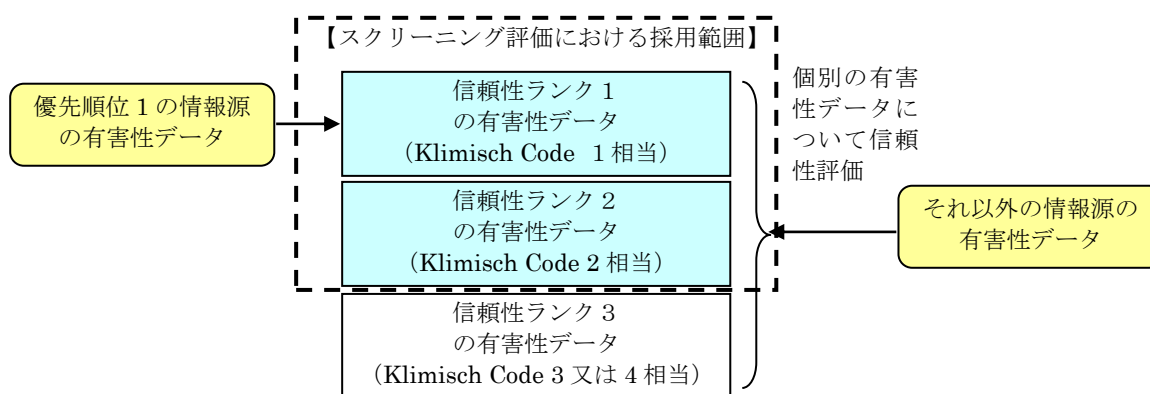 【スクリーニング評価における採用範囲】
優先順位1の情報源
の有害性データ
信頼性ランク1
の有害性データ
（Klimisch Code 1相当）
個別の有害
性データに
ついて信頼
性評価
信頼性ランク2
の有害性データ
（Klimisch Code 2相当）
それ以外の情報源の
有害性データ
信頼性ランク3
の有害性データ
（Klimisch Code 3又は4相当）